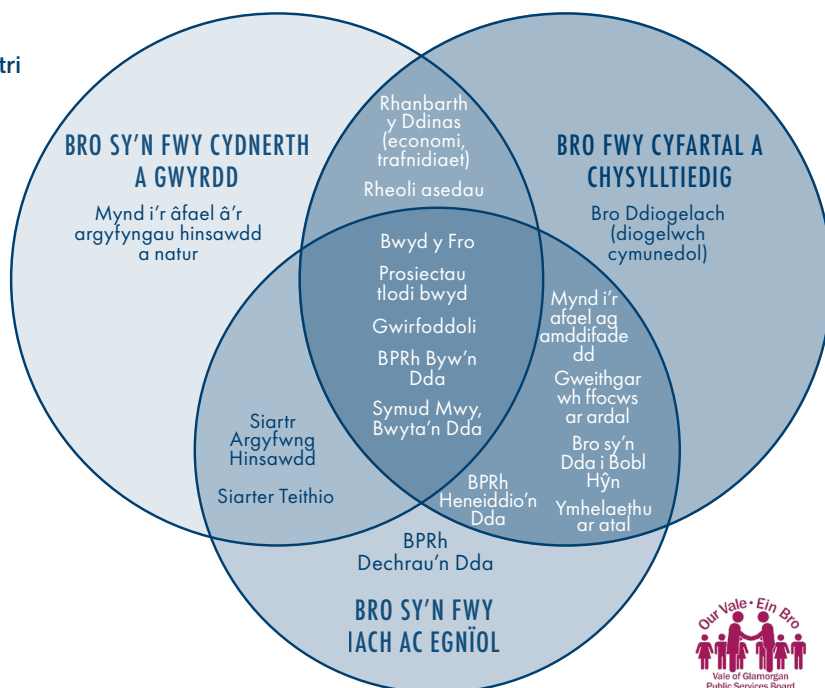 tri
BRO SY'N FWY CYDNERTH
A GWYRDD
Mynd i'r âfael â'r
argyfyngau hinsawdd
a natur
Rhanbarth
y Ddinas
(economi,
trafnidiaet)
Rheoli asedau
BRO FWY CYFARTAL A
CHYSYLLTIEDIG
Bro Ddiogelach
(diogelwch
cymunedol)
Bwyd y Fro
Prosiectau
tlodi bwyd
Gwirfoddoli
BPRh Byw'n
Dda
Symud Mwy,
Bwyta'n Dda
Mynd i'r
afael ag
amddifade
dd
Gweithgar
wh ffocws
ar ardal
Bro sy'n
Dda i Bobl
Hŷn
Ymhelaethu
ar atal
Siartr
Argyfwng
Hinsawdd
Siarter Teithio
BPRh
Heneiddio'n
Dda
BPRh
Dechrau'n Dda
BRO SY'N FWY
IACH AC EGNÏOL
Our Vale • Ein Bro
Vale of Glamorgan
Public Services Board